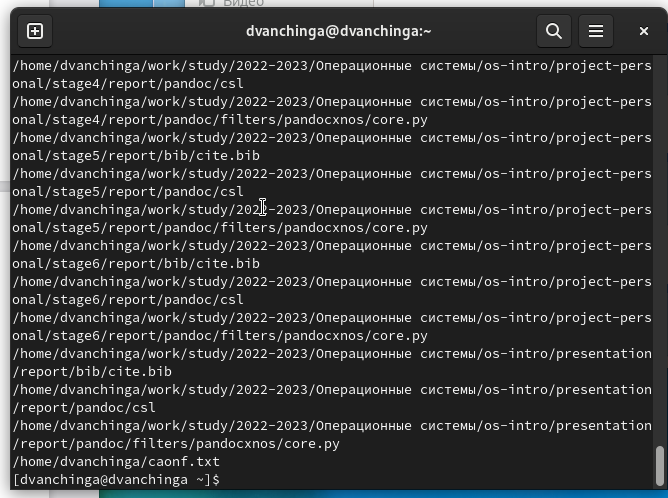 Видео
dvanchinga@dvanchinga:~
/home/dvanchinga/work/study/2022-2023/Операционные системы/os-intro/project-pers
onal/stage4/report/pandoc/csl
/home/dvanchinga/work/study/2022-2023/Операционные системы/os-intro/project-pers
onal/stage4/report/pandoc/filters/pandocxnos/core.py
/home/dvanchinga/work/study/2022-2023/Операционные системы/os-intro/project-pers
onal/stage5/report/bib/cite.bib
/home/dvanchinga/work/study/2022-2023/Операционные системы/os-intro/project-pers
onal/stage5/report/pandoc/csl
/home/dvanchinga/work/study/2022-2023/Операционные системы/os-intro/project-pers
onal/stage5/report/pandoc/filters/pandocxnos/core.py
/home/dvanchinga/work/study/2022-2023/Операционные системы/os-intro/project-pers
onal/stage6/report/bib/cite.bib
/home/dvanchinga/work/study/2022-2023/Операционные системы/os-intro/project-pers
onal/stage6/report/pandoc/csl
/home/dvanchinga/work/study/2022-2023/Операционные системы/os-intro/project-pers
onal/stage6/report/pandoc/filters/pandocxnos/core.py
/home/dvanchinga/work/study/2022-2023/Операционные системы/os-intro/presentation
/report/bib/cite.bib
/home/dvanchinga/work/study/2022-2023/Операционные системы/os-intro/presentation
/report/pandoc/csl
/home/dvanchinga/work/study/2022-2023/Операционные системы/os-intro/presentation
/report/pandoc/filters/pandocxnos/core.py
/home/dvanchinga/caonf.txt
[dvanchinga@dvanchinga ~]$